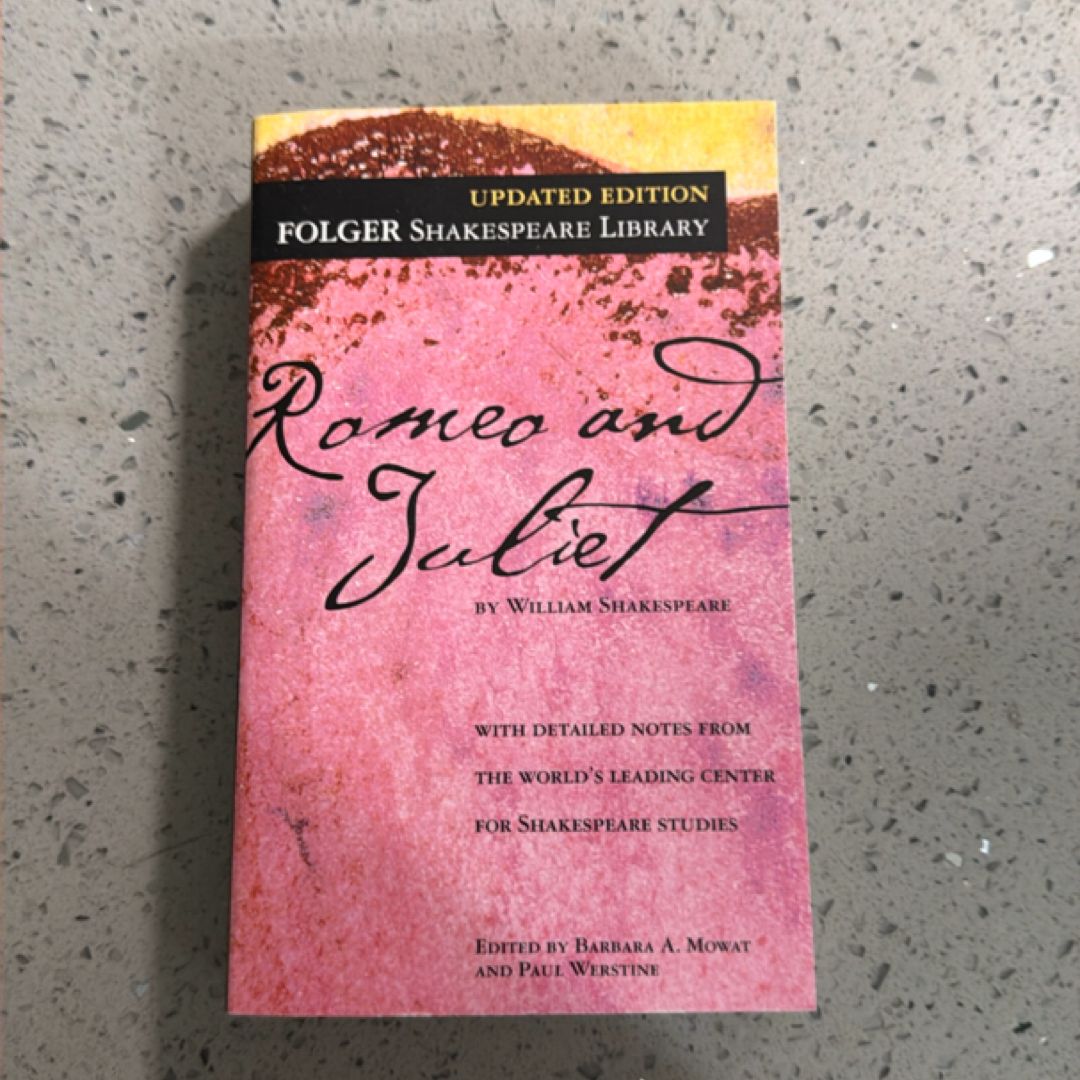 UPDATED EDITION
FOLGER SHAKESPEARE LIBRARY
Romeo and
Juliet
BY WILLIAM SHAKESPEARE
WITH DETAILED NOTES FROM
THE WORLD'S LEADING CENTER
FOR SHAKESPEARE STUDIES
EDITED BY BARBARA A. MOWAT
AND PAUL WERSTINE